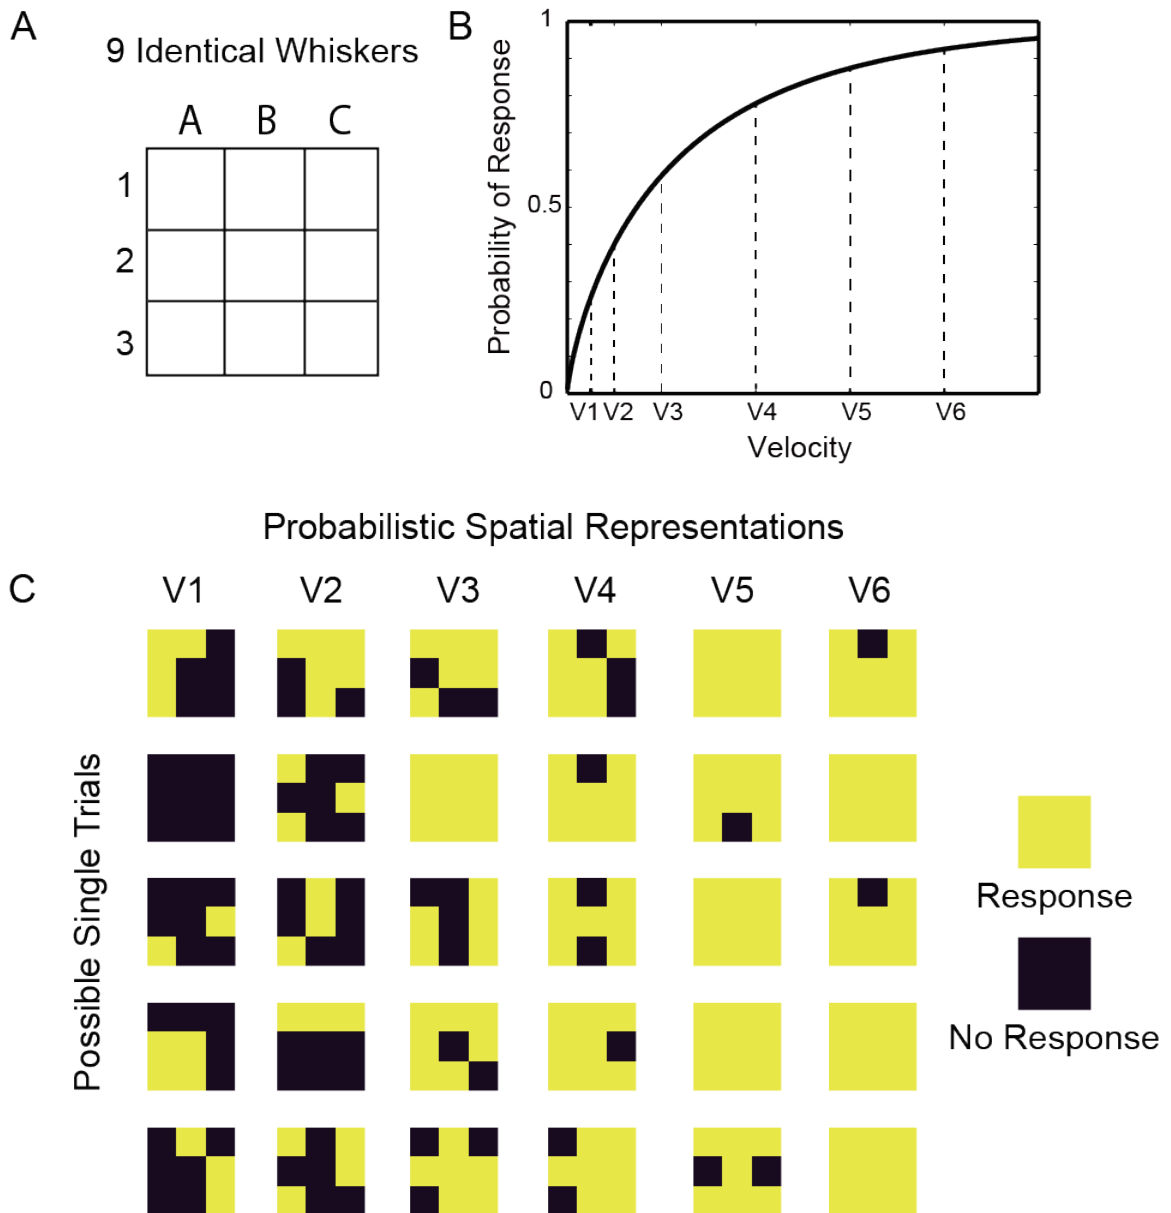 A
9 Identical Whiskers
A B C
1
2
3
B
Probability of Response
1
0.5
0
V1 V2 V3 V4 V5 V6
Velocity
Probabilistic Spatial Representations
C
V1 V2 V3 V4 V5 V6
Possible Single Trials
Response
No Response